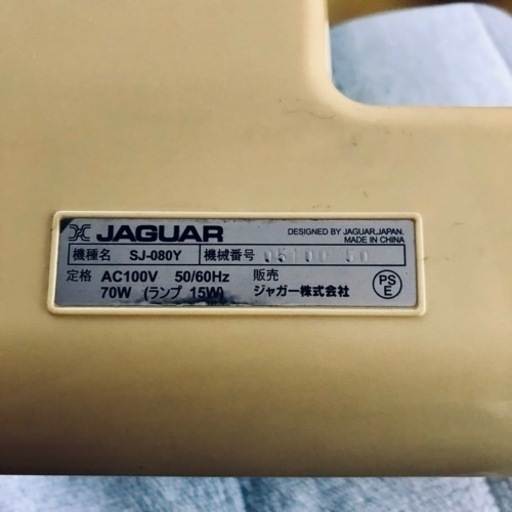 JAGUAR
DESIGNED BY JAGUAR,JAPAN.
MADE IN CHINA
機種名 SJ-080Y 機械番号
定格 AC100V 50/60Hz 販売
70W (ランプ 15W) ジャガー株式会社
PS
E